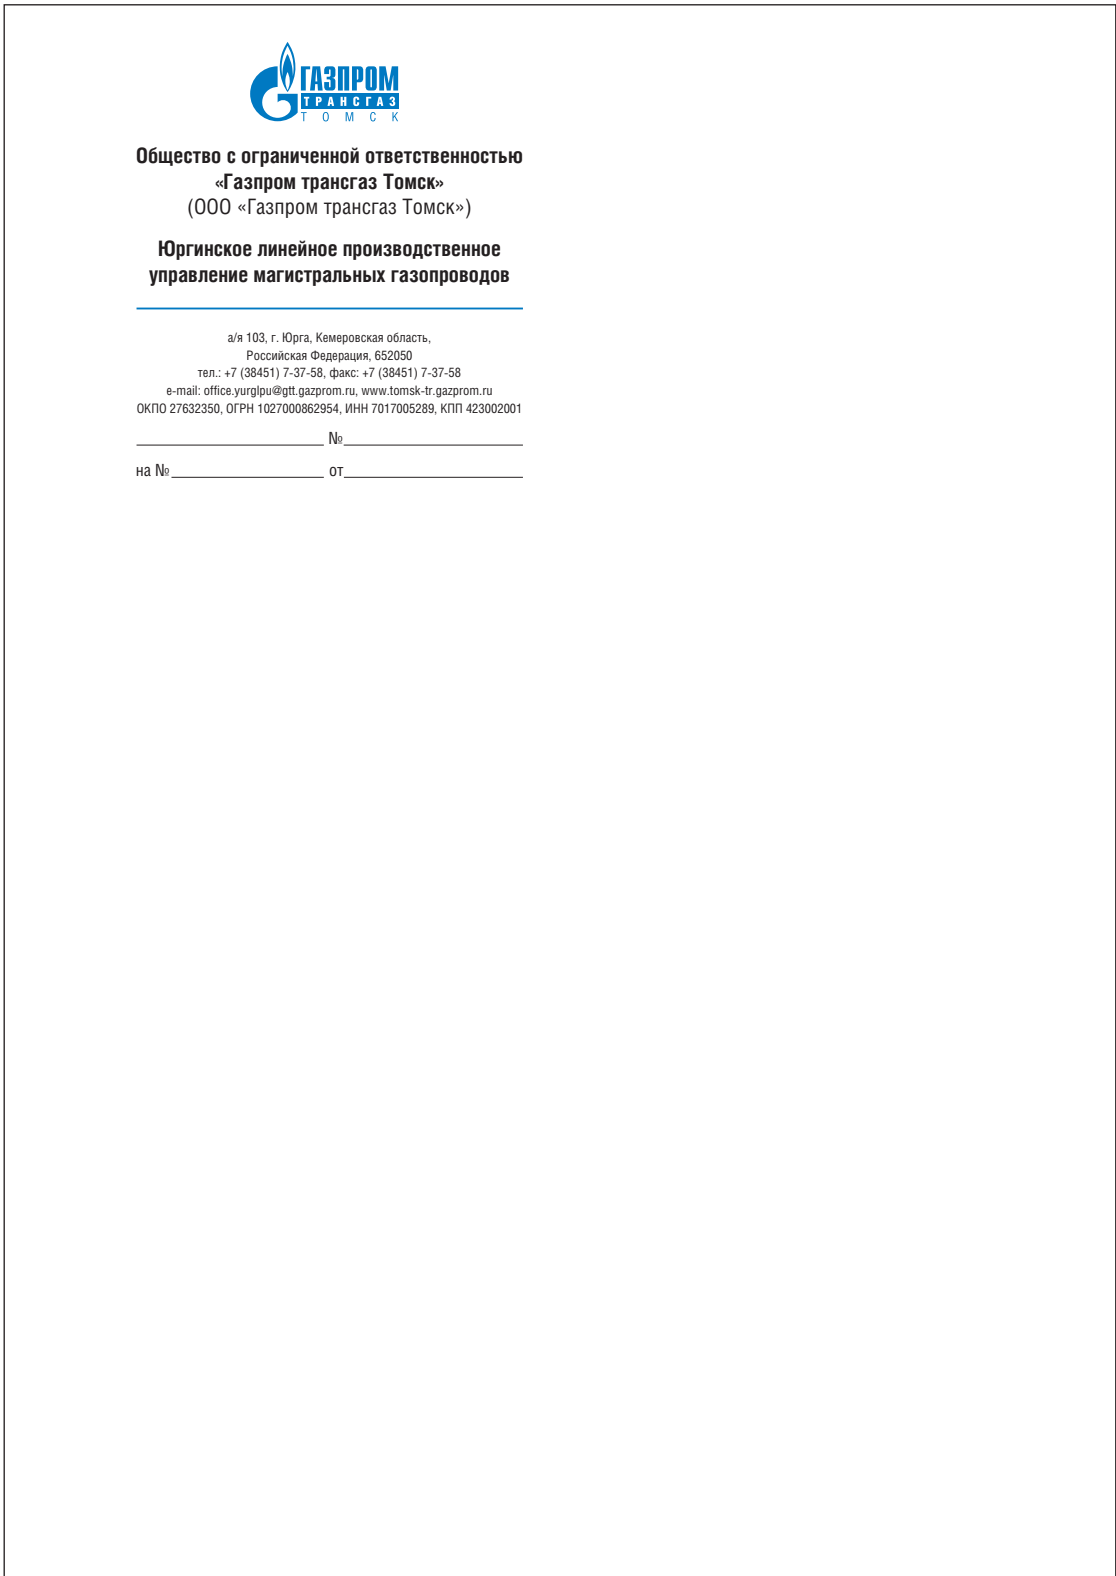 ГАЗПРОМ
ТРАНСГАЗ
ТОМСК
Общество с ограниченной ответственностью
«Газпром трансгаз Томск»
(ООО «Газпром трансгаз Томск»)
Юргинское линейное производственное
управление магистральных газопроводов
а/я 103, г. Юрга, Кемеровская область,
Российская Федерация, 652050
тел.: +7 (38451) 7-37-58, факс: +7 (38451) 7-37-58
e-mail: office.yurglpu@gtt.gazprom.ru, www.tomsk-tr.gazprom.ru
ОКПО 27632350, ОГРН 1027000862954, ИНН 7017005289, КПП 423002001
№
на № от